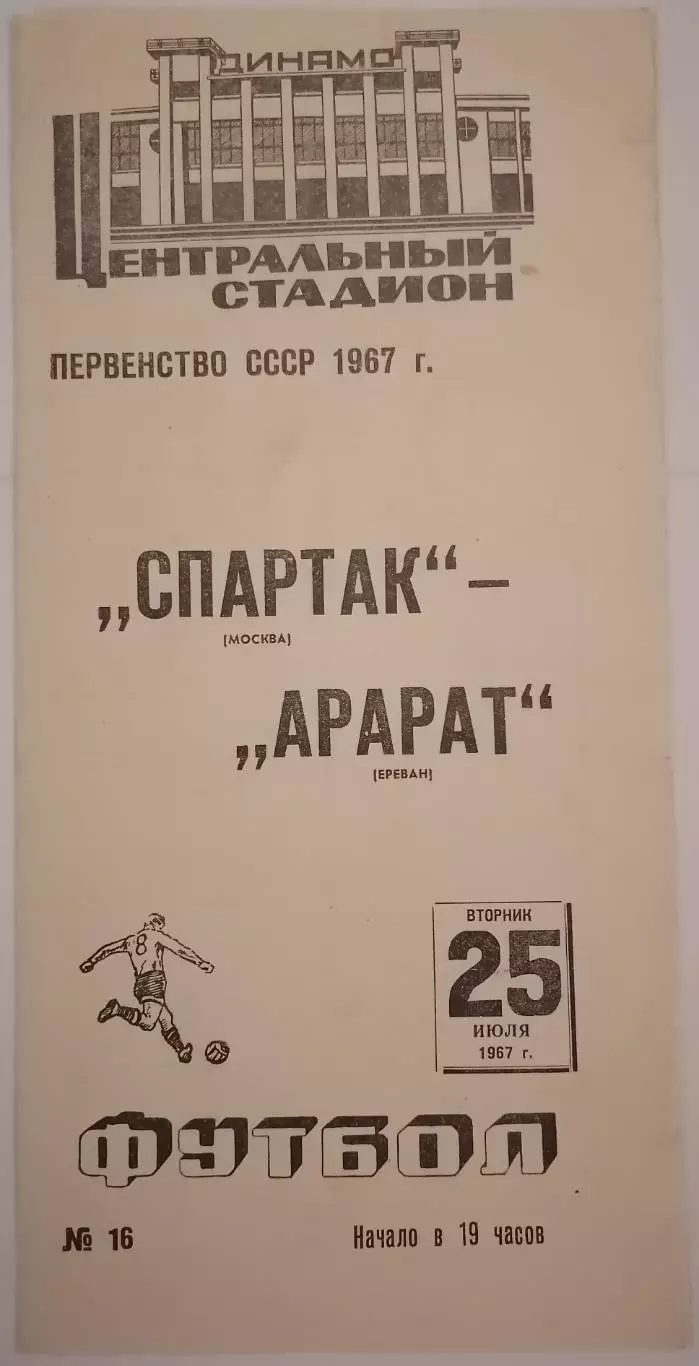 ДИНАМО
ЦЕНТРАЛЬНЫЙ
СТАДИОН
ПЕРВЕНСТВО СССР 1967 г.
„СПАРТАК“ –
(МОСКВА)
„АРАРАТ“
(ЕРЕВАН)
8
ВТОРНИК
25
ИЮЛЯ
1967 г.
ФУТБОЛ
№ 16 Начало в 19 часов